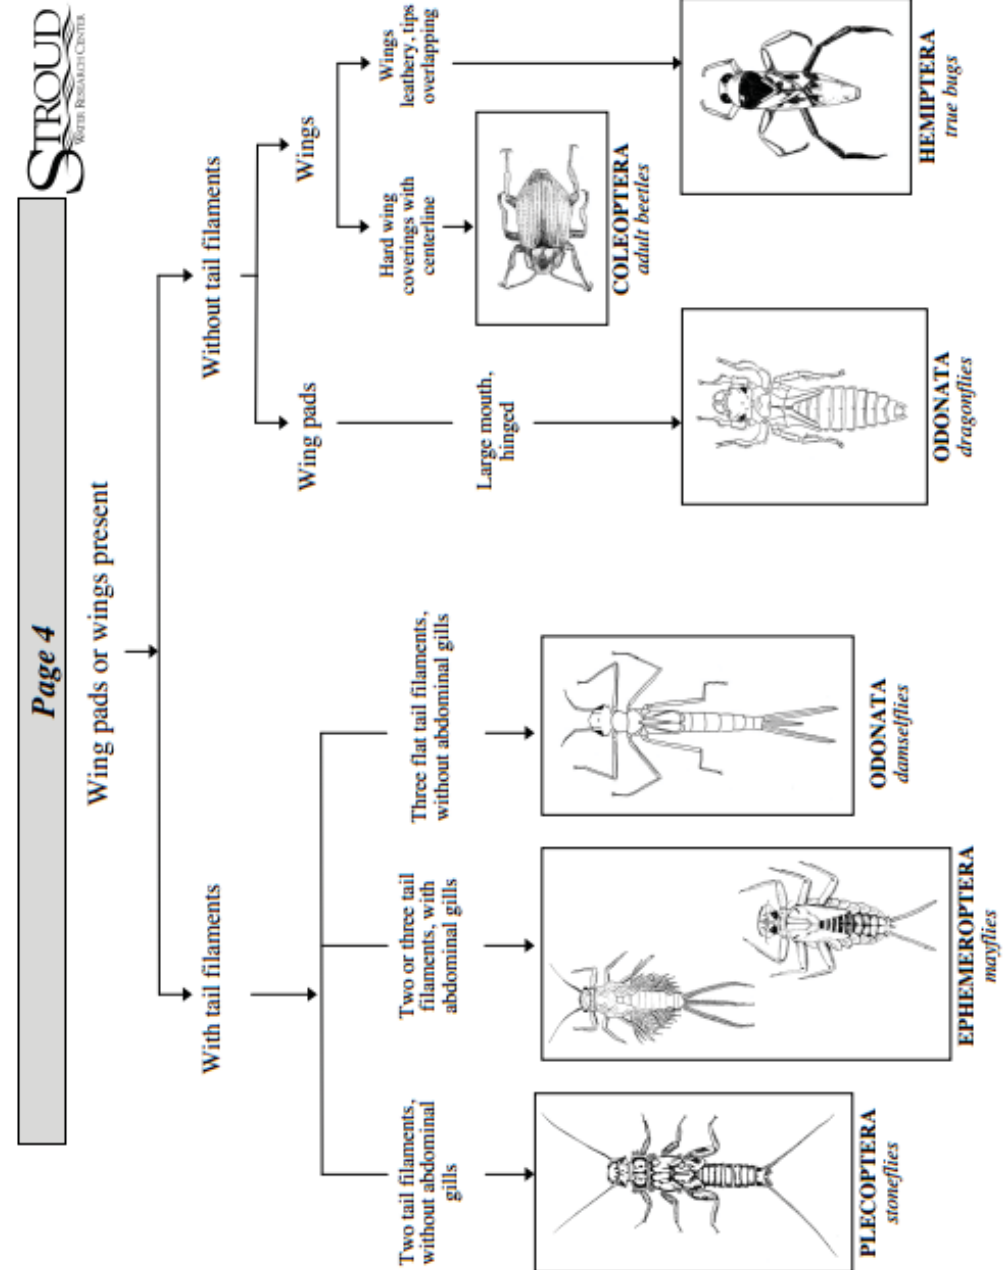 STROUD
WATER RESEARCH CENTER
Page 4
Wing pads or wings present
With tail filaments
Without tail filaments
Two tail filaments,
without abdominal
gills
Two or three tail
filaments, with
abdominal gills
Three flat tail filaments,
without abdominal gills
Wing pads
Wings
Large mouth,
hinged
Hard wing
coverings with
centerline
Wings
leathery, tips
overlapping
PLECOPTERA
stoneflies
EPHEMEROPTERA
mayflies
ODONATA
damselflies
ODONATA
dragonflies
COLEOPTERA
adult beetles
HEMIPTERA
true bugs